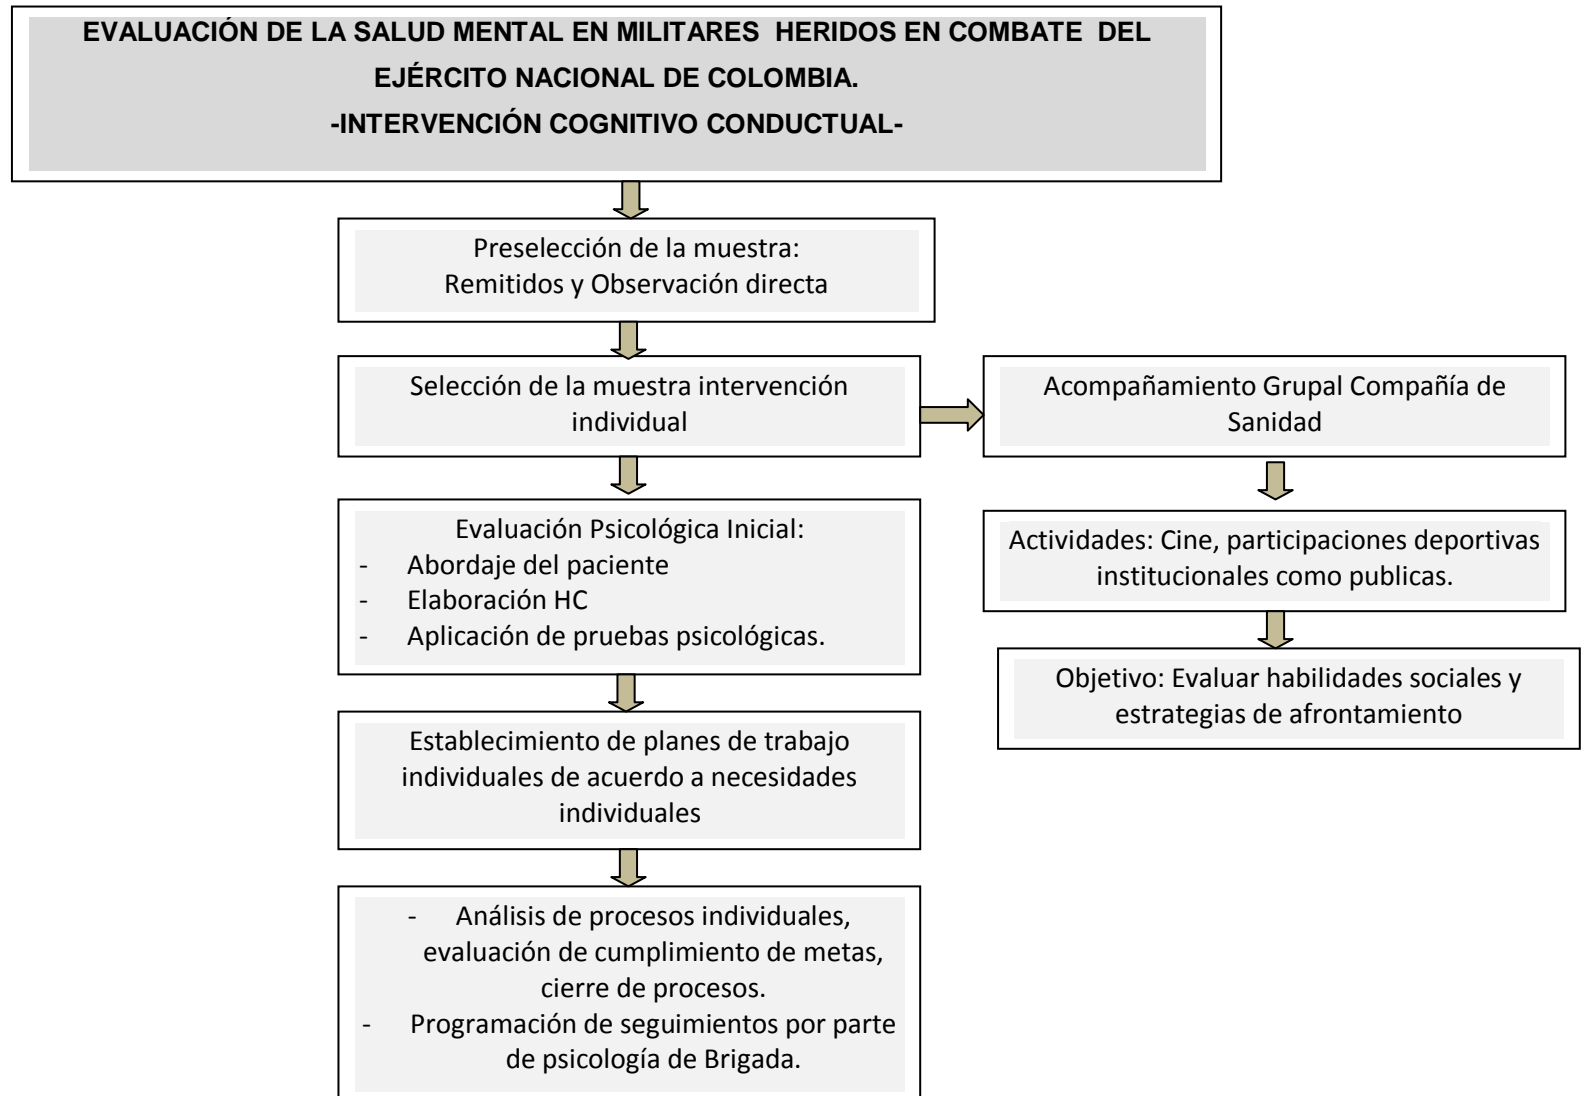 EVALUACIÓN DE LA SALUD MENTAL EN MILITARES HERIDOS EN COMBATE DEL
EJÉRCITO NACIONAL DE COLOMBIA.
-INTERVENCIÓN COGNITIVO CONDUCTUAL-
Preselección de la muestra:
Remitidos y Observación directa
Selección de la muestra intervención
individual
Acompañamiento Grupal Compañía de
Sanidad
Evaluación Psicológica Inicial:
- Abordaje del paciente
- Elaboración HC
- Aplicación de pruebas psicológicas.
Actividades: Cine, participaciones deportivas
institucionales como publicas.
Objetivo: Evaluar habilidades sociales y
estrategias de afrontamiento
Establecimiento de planes de trabajo
individuales de acuerdo a necesidades
individuales
- Análisis de procesos individuales,
evaluación de cumplimiento de metas,
cierre de procesos.
- Programación de seguimientos por parte
de psicología de Brigada.